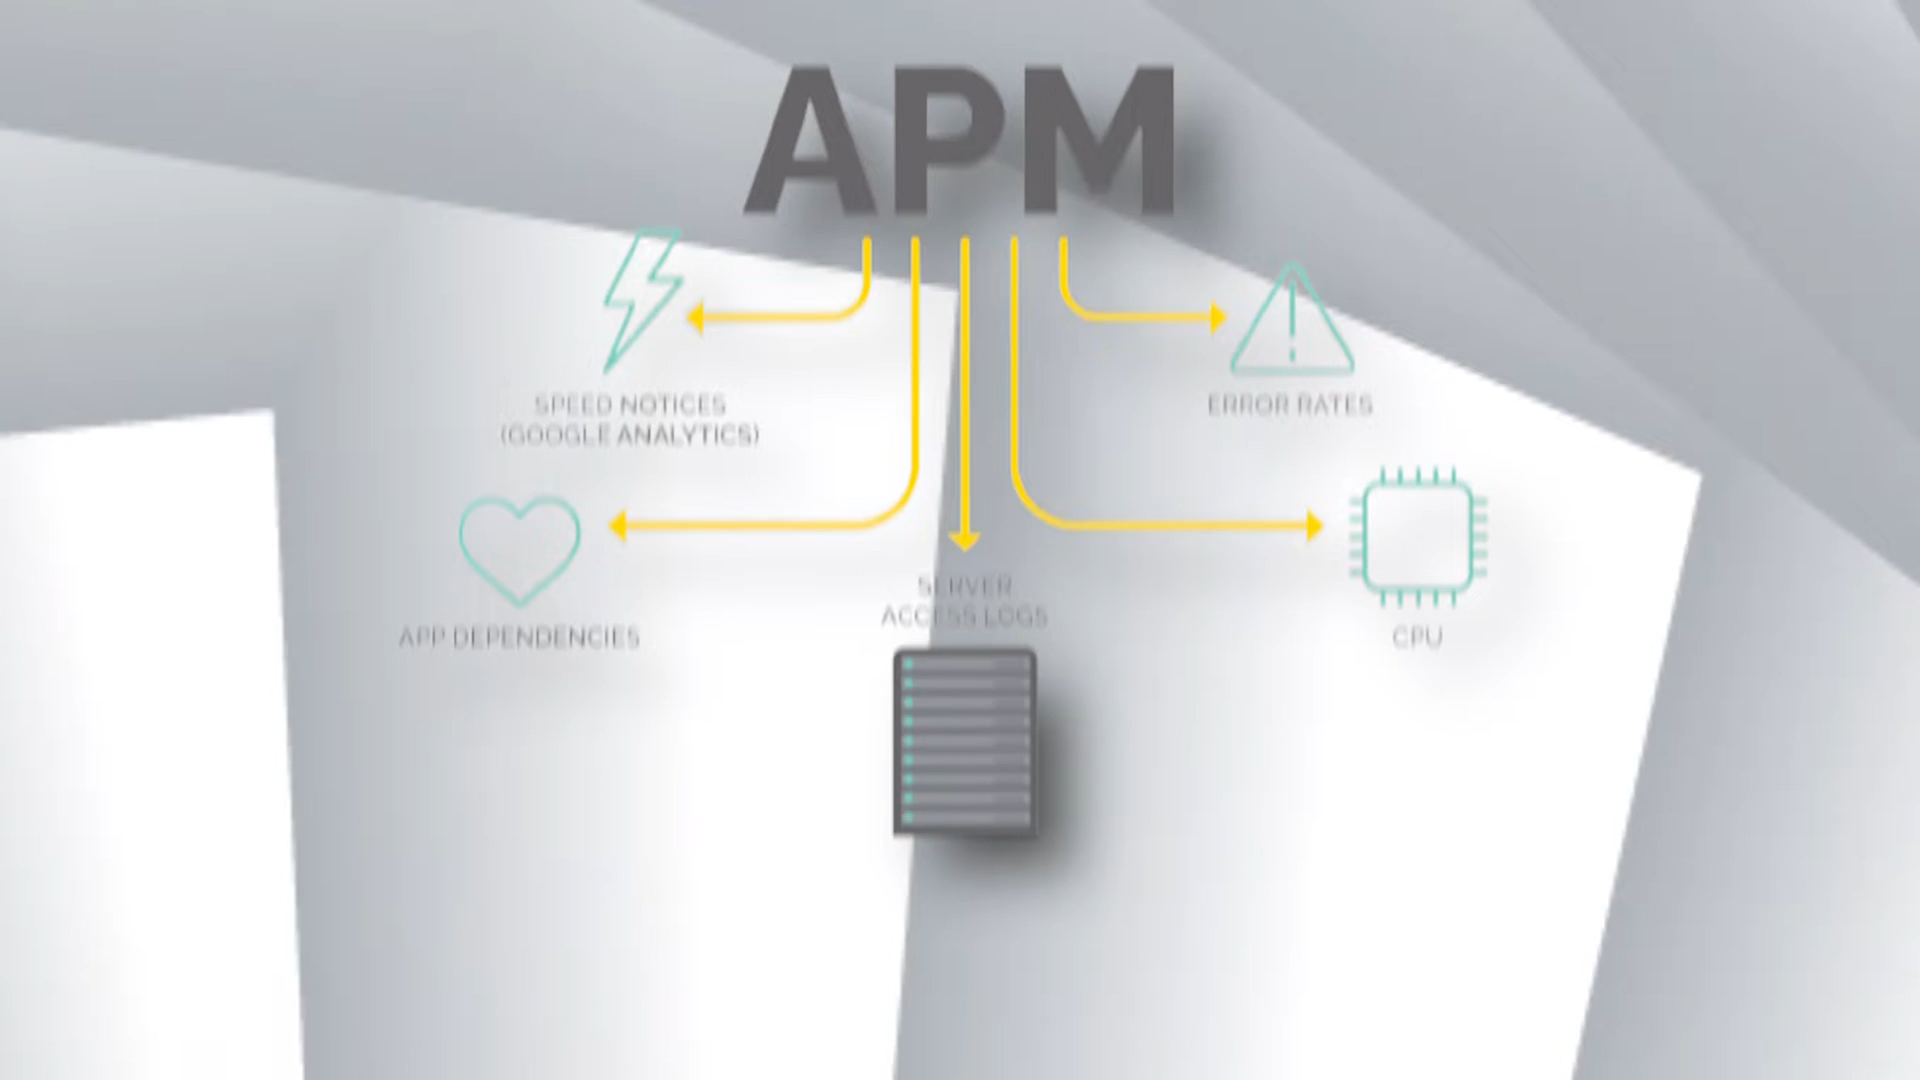 APM
SPEED NOTICES
(GOOGLE ANALYTICS)
ERROR RATES
APP DEPENDENCIES
SERVER
ACCESS LOGS
CPU